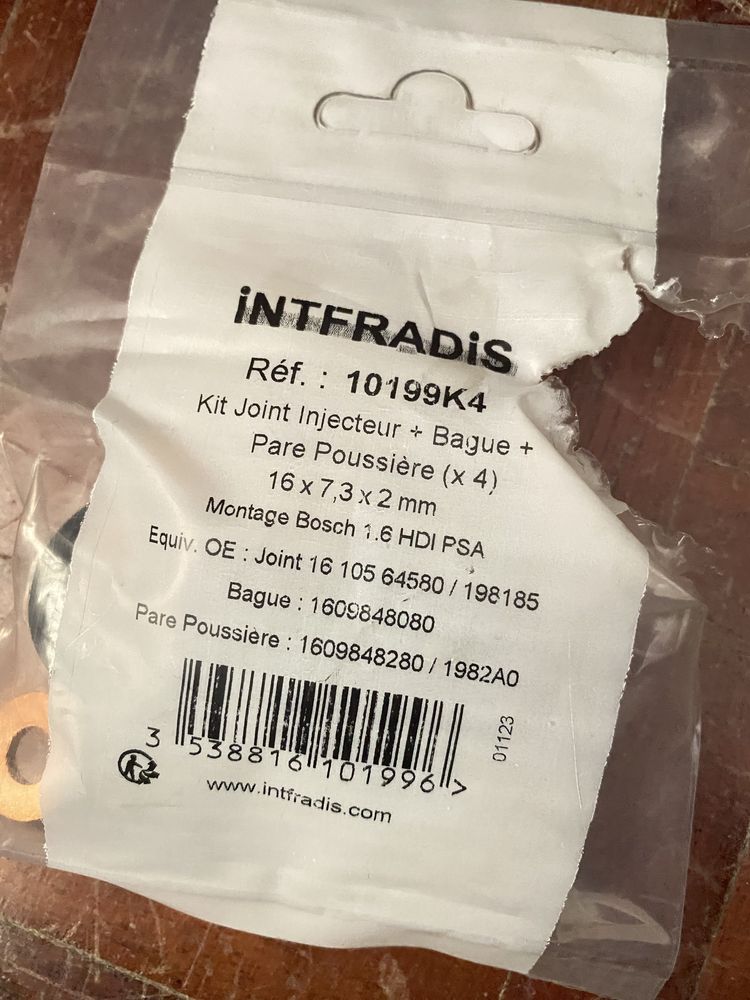 iNTFRADiS
Réf. : 10199K4
Kit Joint Injecteur + Bague +
Pare Poussière (x 4)
16 x 7,3 x 2 mm
Montage Bosch 1.6 HDI PSA
Equiv. OE : Joint 16 105 64580 / 198185
Bague : 1609848080
Pare Poussière : 1609848280 / 1982A0
3 538816 101996 >
01123
www.intfradis.com